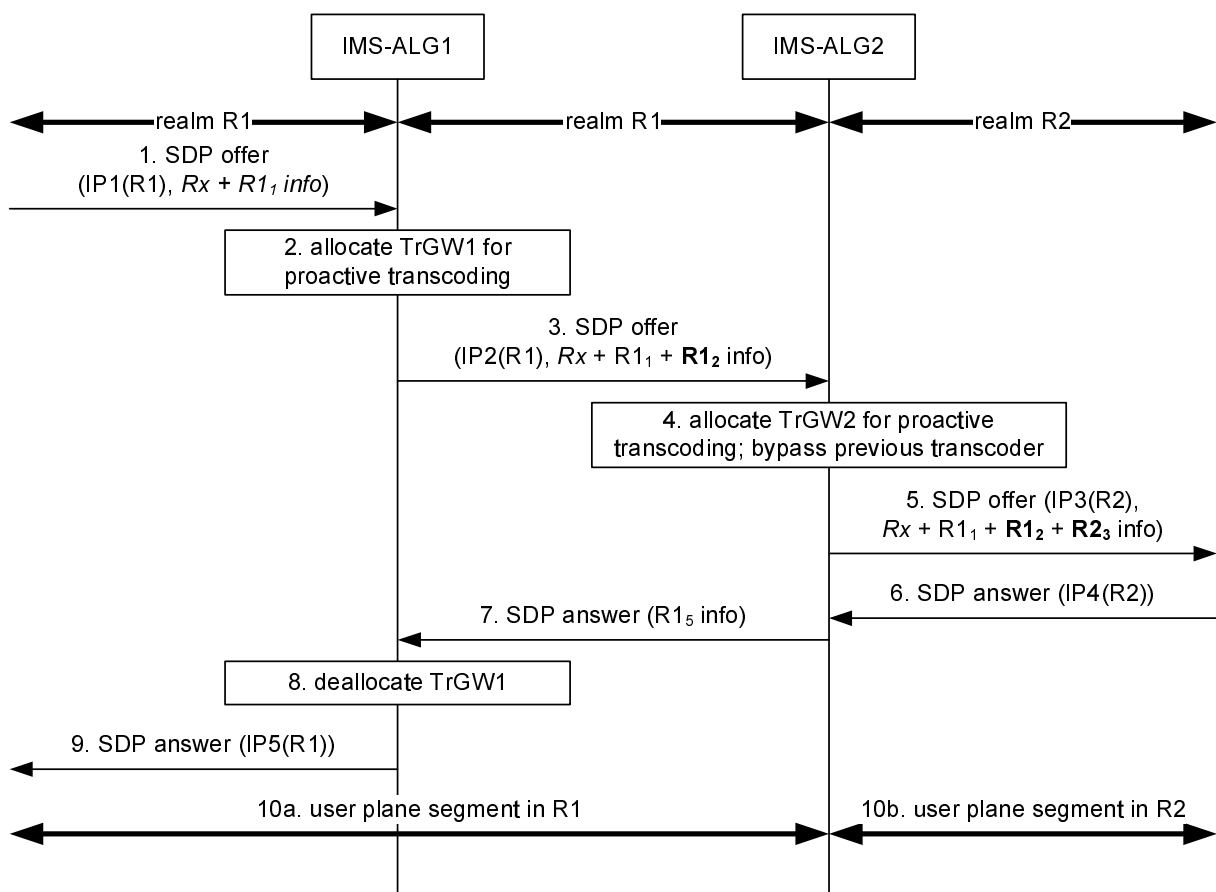 IMS-ALG1
IMS-ALG2
realm R1
realm R1
realm R2
1. SDP offer
(IP1(R1), Rx + R1₁ info)
2. allocate TrGW1 for
proactive transcoding
3. SDP offer
(IP2(R1), Rx + R1₁ + R1₂ info)
4. allocate TrGW2 for proactive
transcoding; bypass previous transcoder
5. SDP offer (IP3(R2),
Rx + R1₁ + R1₂ + R2₃ info)
6. SDP answer (IP4(R2))
7. SDP answer (R1₅ info)
8. deallocate TrGW1
9. SDP answer (IP5(R1))
10a. user plane segment in R1
10b. user plane segment in R2